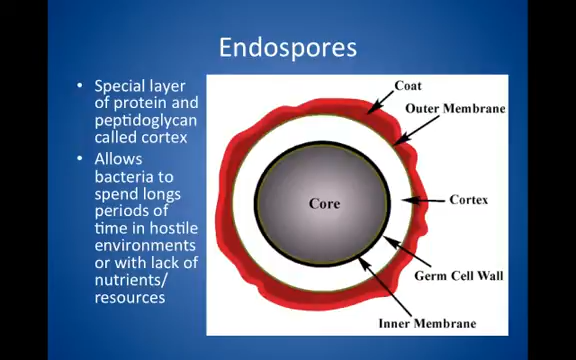 Endospores
• Special layer
of protein and
peptidoglycan
called cortex
• Allows
bacteria to
spend longs
periods of
time in hostile
environments
or with lack of
nutrients/
resources
Coat
Outer Membrane
Core
Cortex
Germ Cell Wall
Inner Membrane